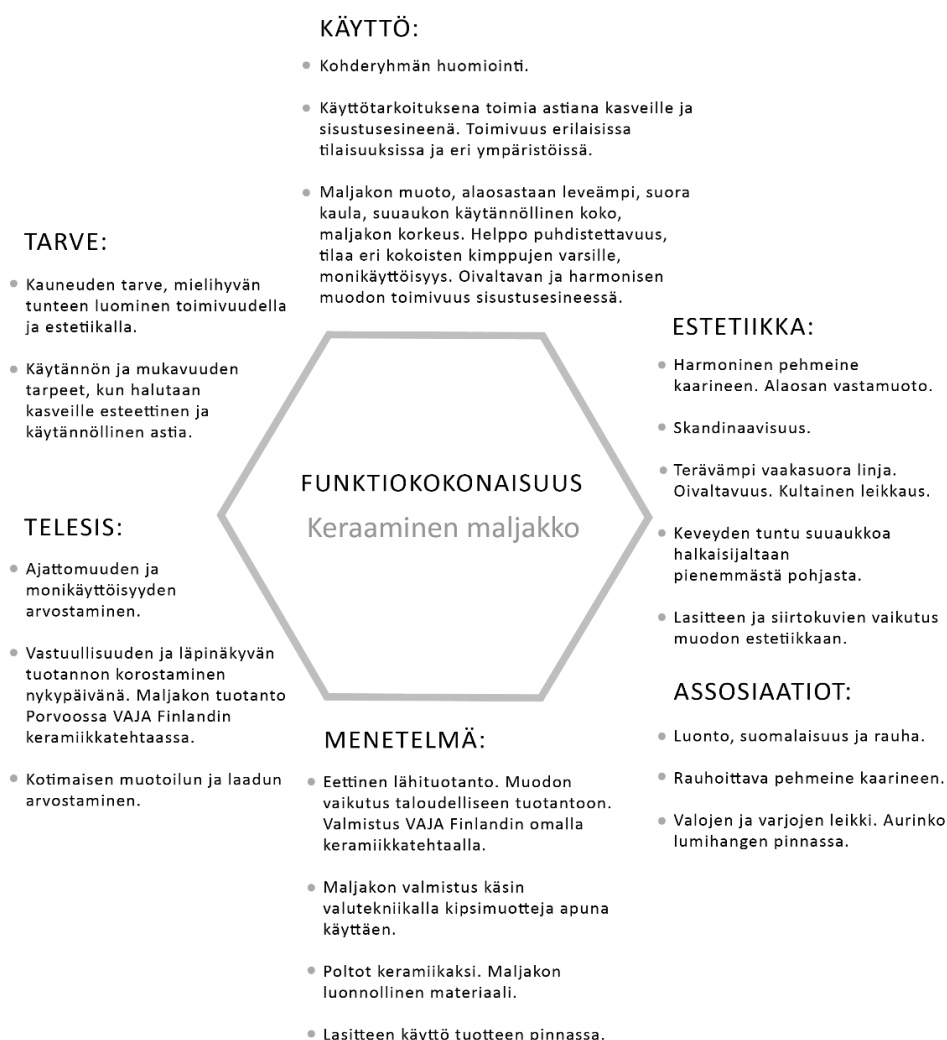 KÄYTTÖ:
• Kohderyhmän huomiointi.
• Käyttötarkoituksena toimia astiana kasveille ja
sisustusesineenä. Toimivuus erilaisissa
tilaisuuksissa ja eri ympäristöissä.
• Maljakon muoto, alaosastaan leveämpi, suora
kaula, suuaukon käytännöllinen koko,
maljakon korkeus. Helppo puhdistettavuus,
tilaa eri kokoisten kimppujen varsille,
monikäyttöisyys. Oivaltavan ja harmonisen
muodon toimivuus sisustusesineessä.
TARVE:
• Kauneuden tarve, mielihyvän
tunteen luominen toimivuudella
ja estetiikalla.
• Käytännön ja mukavuuden
tarpeet, kun halutaan
kasveille esteettinen ja
käytännöllinen astia.
ESTETIIKKA:
• Harmoninen pehmeine
kaarineen. Alaosan vastamuoto.
• Skandinaavisuus.
• Terävämpi vaakasuora linja.
Oivaltavuus. Kultainen leikkaus.
• Keveyden tuntu suuaukkoa
halkaisijaltaan
pienemmästä pohjasta.
• Lasitteen ja siirtokuvien vaikutus
muodon estetiikkaan.
FUNKTIOKOKONAISUUS
Keraaminen maljakko
TELESIS:
• Ajattomuuden ja
monikäyttöisyyden
arvostaminen.
• Vastuullisuuden ja läpinäkyvän
tuotannon korostaminen
nykypäivänä. Maljakon tuotanto
Porvoossa VAJA Finlandin
keramiikkatehtaassa.
• Kotimaisen muotoilun ja laadun
arvostaminen.
ASSOSIAATIOT:
• Luonto, suomalaisuus ja rauha.
• Rauhoittava pehmeine kaarineen.
• Valojen ja varjojen leikki. Aurinko
lumihangen pinnassa.
MENETELMÄ:
• Eettinen lähituotanto. Muodon
vaikutus taloudelliseen tuotantoon.
Valmistus VAJA Finlandin omalla
keramiikkatehtaalla.
• Maljakon valmistus käsin
valutekniikalla kipsimuotteja apuna
käyttäen.
• Poltot keramiikaksi. Maljakon
luonnollinen materiaali.
• Lasitteen käyttö tuotteen pinnassa.